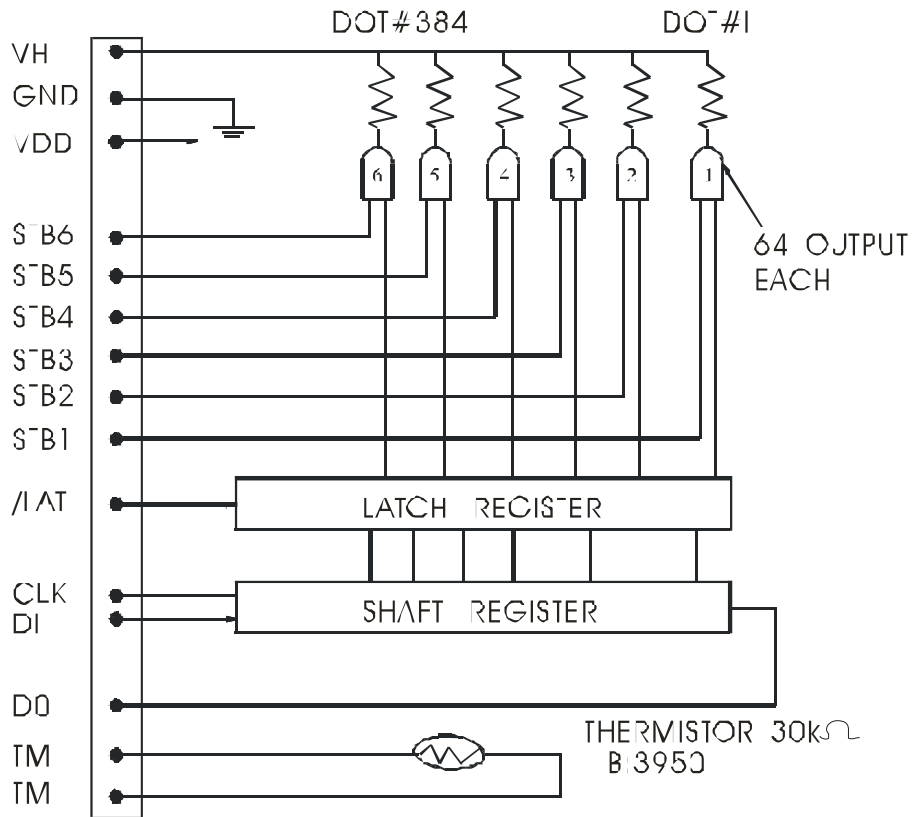 DOT#384
DOT#1
VH
GND
VDD
6 5 4 3 2 1
STB6
64 OUTPUT
EACH
STB5
STB4
STB3
STB2
STB1
/LAT
LATCH REGISTER
CLK
SHAFT REGISTER
DI
DO
THERMISTOR 30kΩ
B:3950
TM
TM